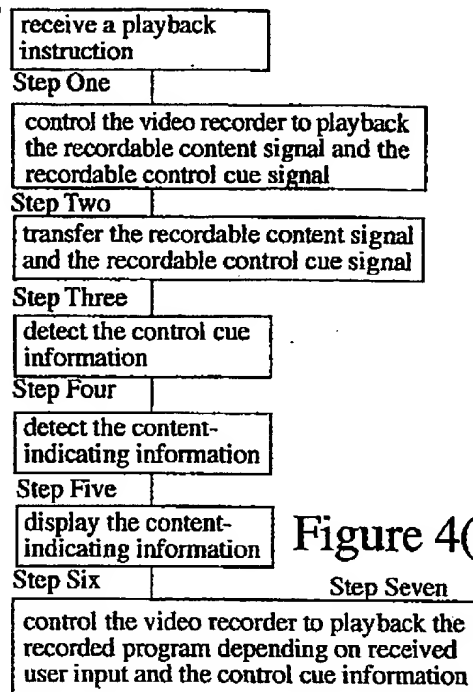 receive a playback
instruction
Step One
control the video recorder to playback
the recordable content signal and the
recordable control cue signal
Step Two
transfer the recordable content signal
and the recordable control cue signal
Step Three
detect the control cue
information
Step Four
detect the content-
indicating information
Step Five
display the content-
indicating information
Figure 4(
Step Six
Step Seven
control the video recorder to playback the
recorded program depending on received
user input and the control cue information